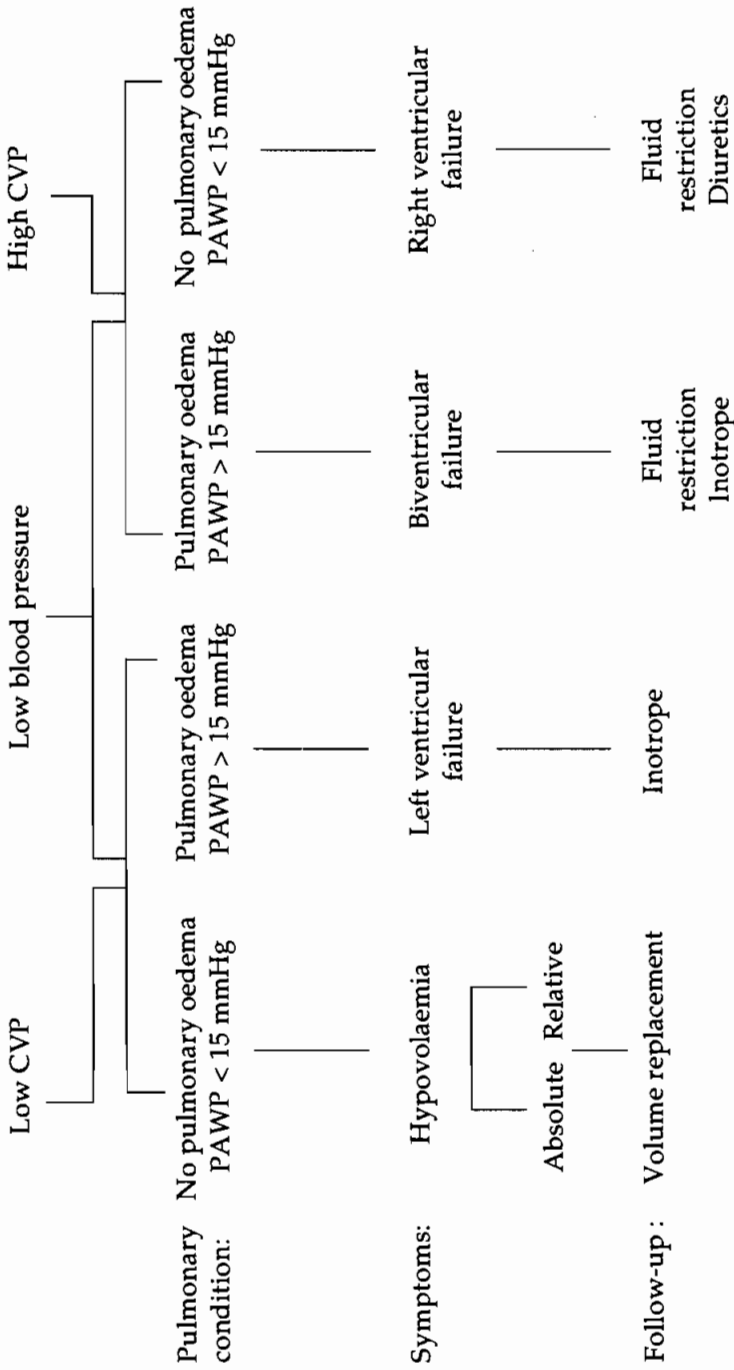 Low CVP
Low blood pressure
High CVP
Pulmonary
condition:
No pulmonary oedema
PAWP < 15 mmHg
Pulmonary oedema
PAWP > 15 mmHg
Pulmonary oedema
PAWP > 15 mmHg
No pulmonary oedema
PAWP < 15 mmHg
Symptoms:
Hypovolaemia
Left ventricular
failure
Biventricular
failure
Right ventricular
failure
Absolute Relative
Follow-up :
Volume replacement
Inotrope
Fluid
restriction
Inotrope
Fluid
restriction
Diuretics